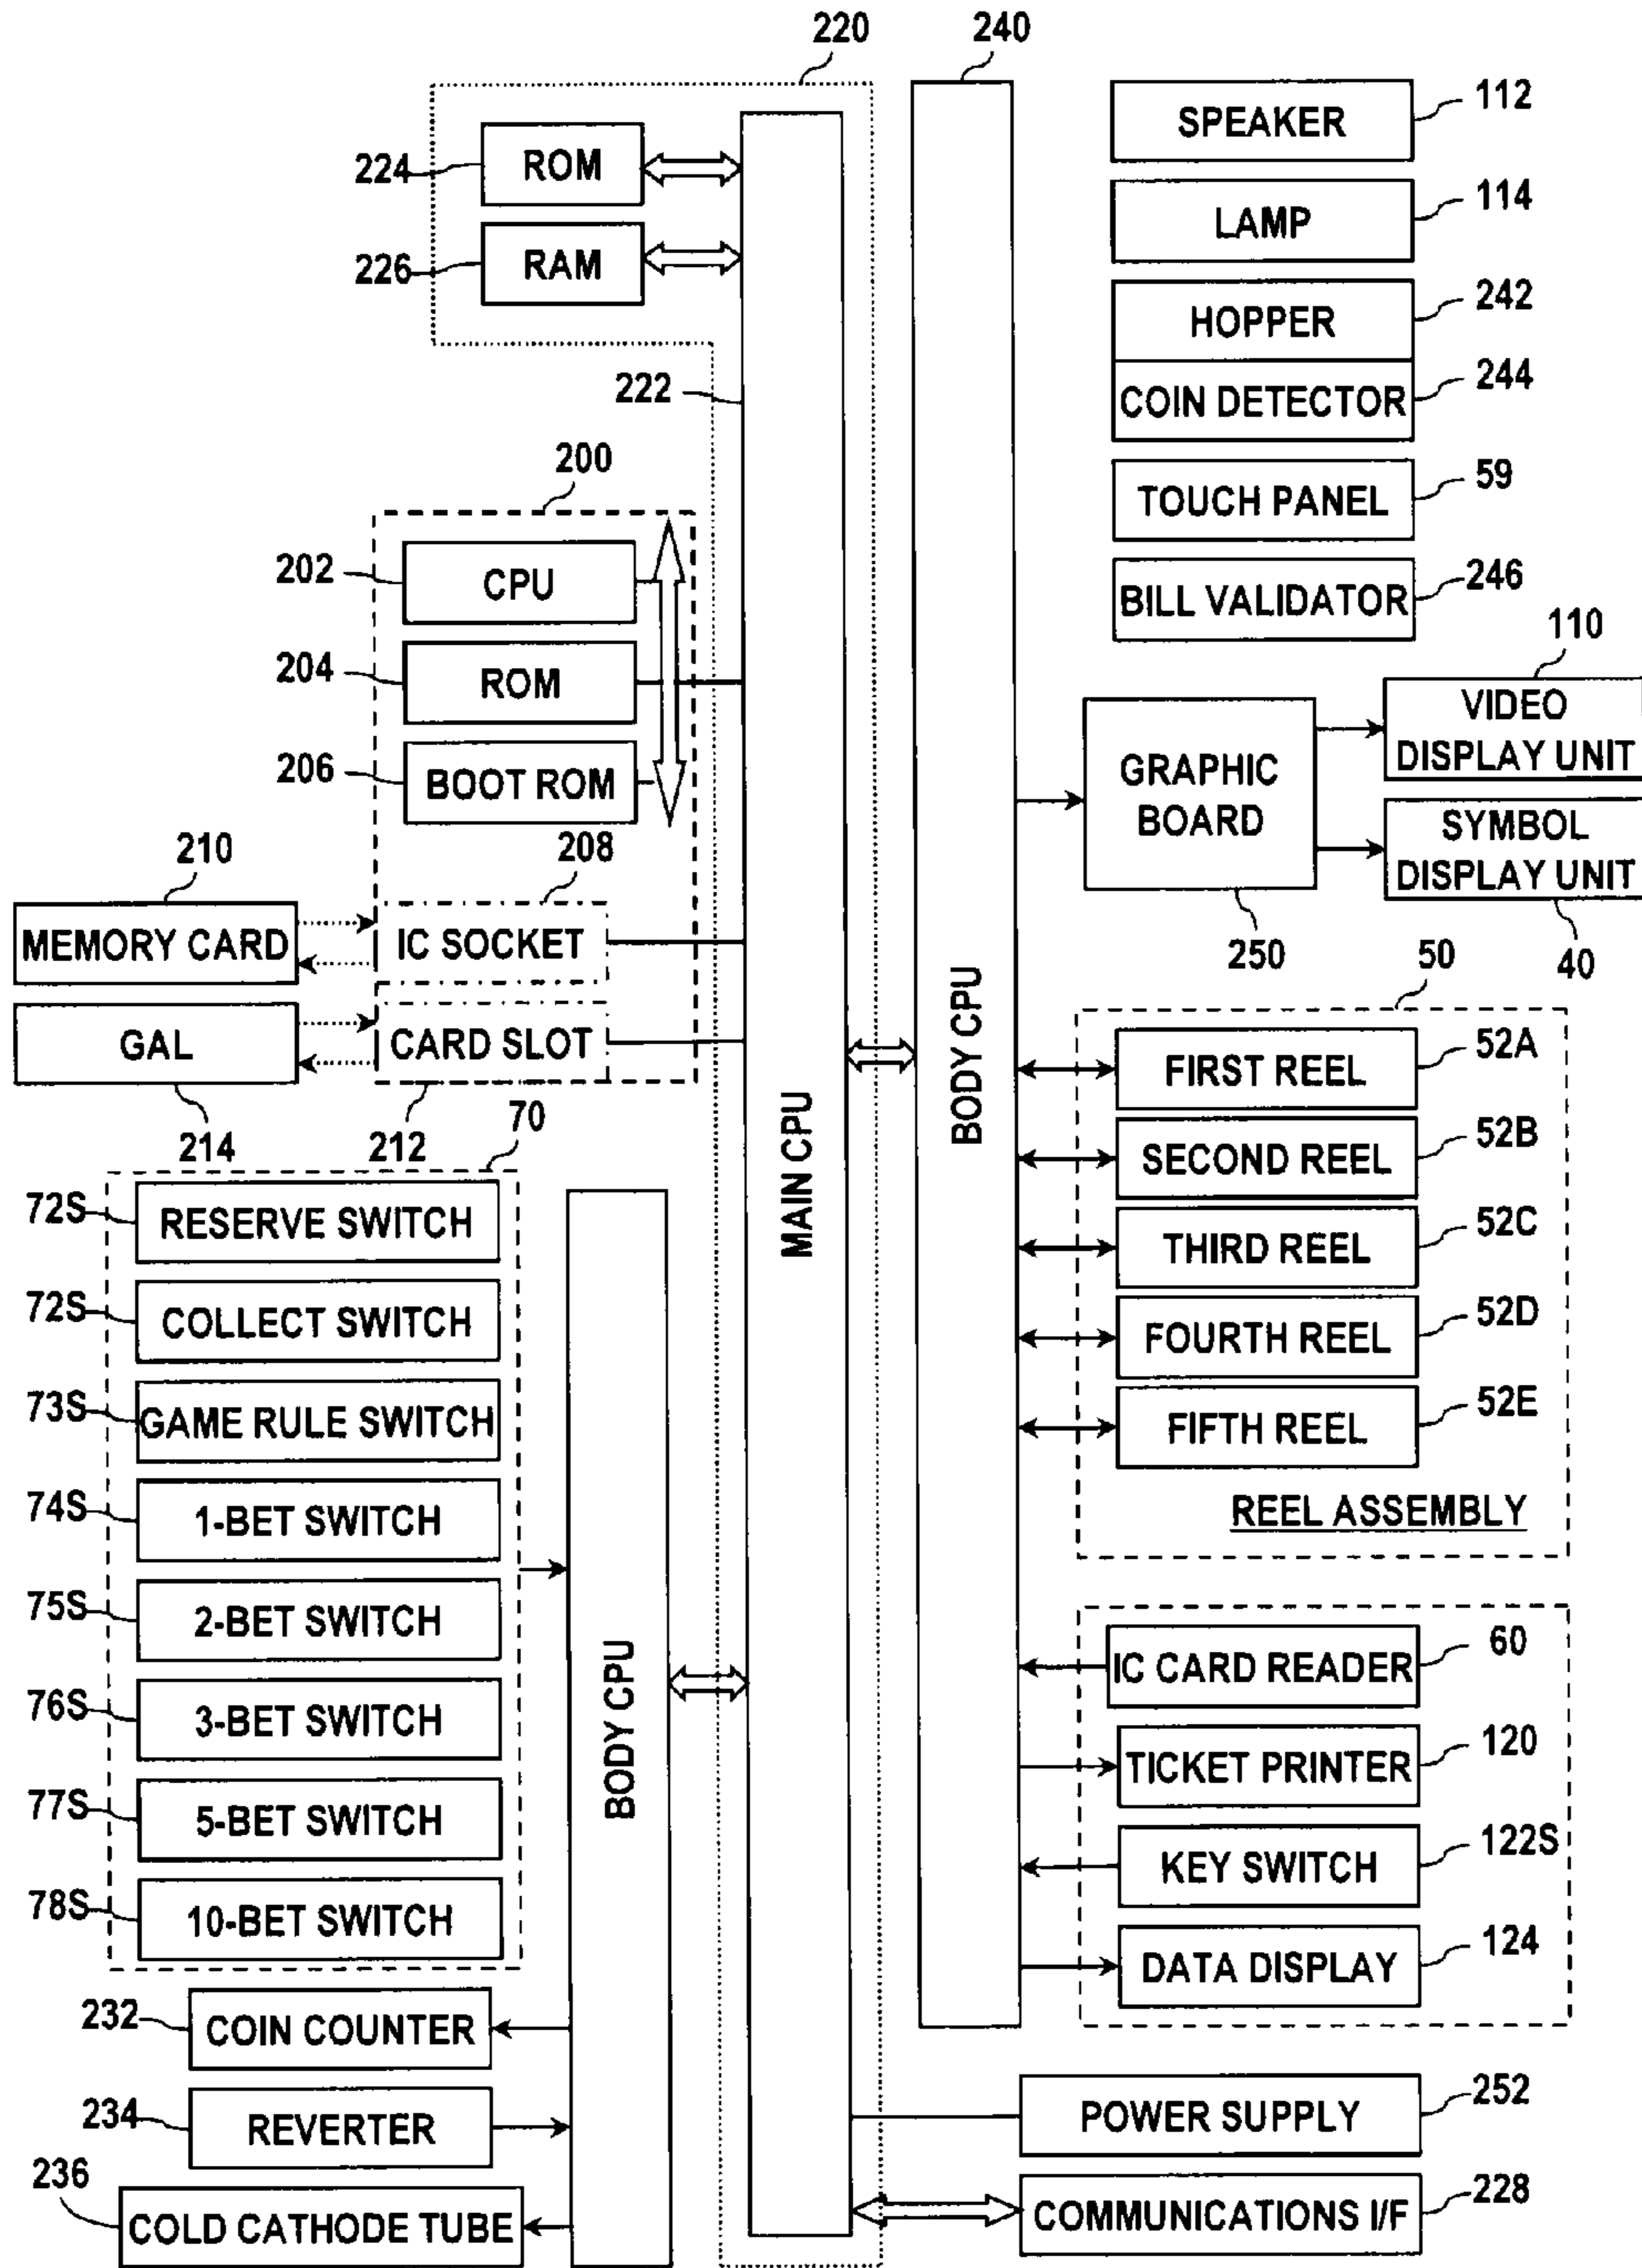 220
240
SPEAKER
112
224
ROM
LAMP
114
226
RAM
HOPPER
242
222
COIN DETECTOR
244
200
TOUCH PANEL
59
202
CPU
BILL VALIDATOR
246
204
ROM
110
VIDEO
DISPLAY UNIT
206
BOOT ROM
GRAPHIC
BOARD
SYMBOL
DISPLAY UNIT
210
208
MEMORY CARD
IC SOCKET
250
50
40
GAL
CARD SLOT
FIRST REEL
52A
214
212
70
SECOND REEL
52B
MAIN CPU
BODY CPU
72S
RESERVE SWITCH
THIRD REEL
52C
72S
COLLECT SWITCH
FOURTH REEL
52D
73S
GAME RULE SWITCH
FIFTH REEL
52E
74S
1-BET SWITCH
REEL ASSEMBLY
75S
2-BET SWITCH
IC CARD READER
60
BODY CPU
76S
3-BET SWITCH
TICKET PRINTER
120
77S
5-BET SWITCH
KEY SWITCH
122S
78S
10-BET SWITCH
DATA DISPLAY
124
232
COIN COUNTER
234
REVERTER
POWER SUPPLY
252
236
COLD CATHODE TUBE
COMMUNICATIONS I/F
228